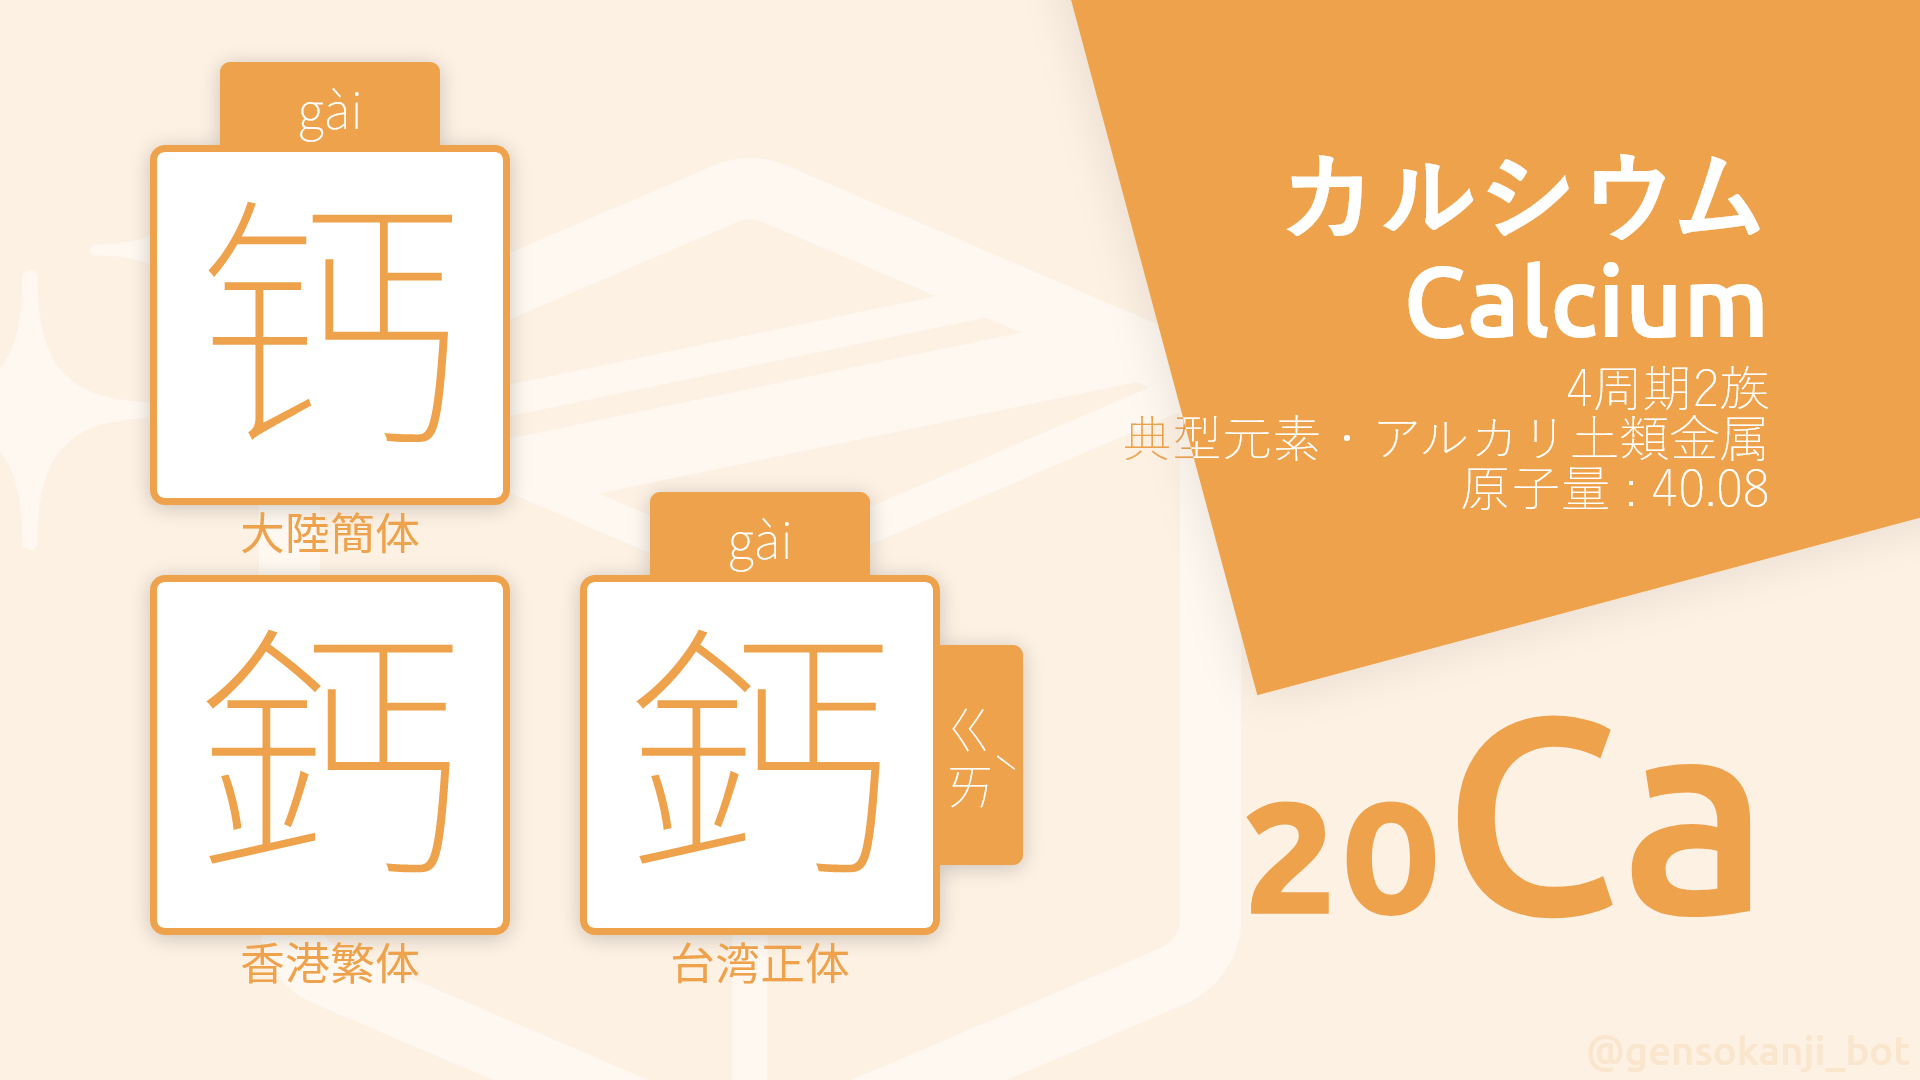 gài
钙
大陸簡体
鈣
香港繁体
gài
鈣
ㄍㄞˋ
台湾正体
カルシウム
Calcium
4周期2族
典型元素・アルカリ土類金属
原子量：40.08
20Ca
@gensokanji_bot